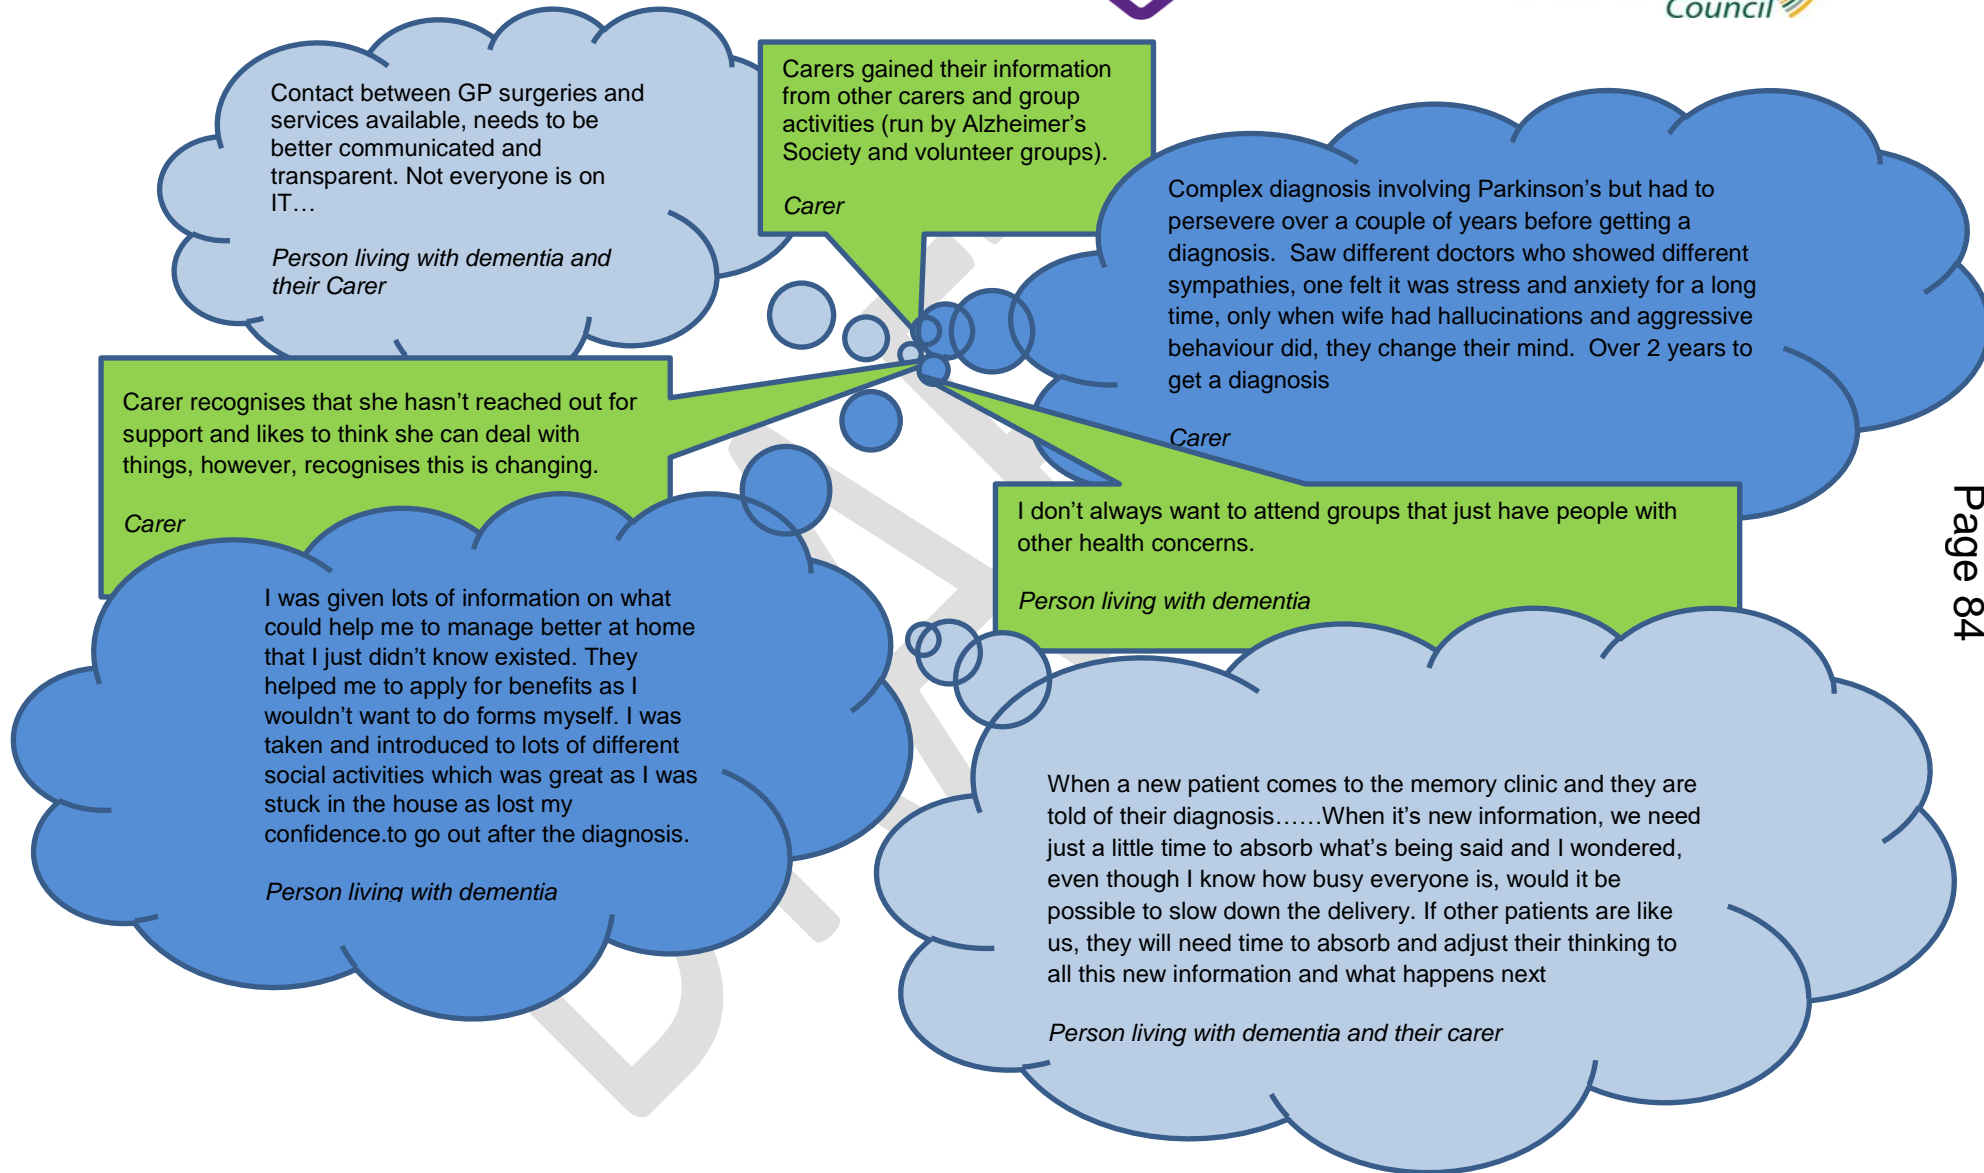 Council
Contact between GP surgeries and
services available, needs to be
better communicated and
transparent. Not everyone is on
IT…
Person living with dementia and
their Carer
Carers gained their information
from other carers and group
activities (run by Alzheimer’s
Society and volunteer groups).
Carer
Complex diagnosis involving Parkinson’s but had to
persevere over a couple of years before getting a
diagnosis.  Saw different doctors who showed different
sympathies, one felt it was stress and anxiety for a long
time, only when wife had hallucinations and aggressive
behaviour did, they change their mind.  Over 2 years to
get a diagnosis
Carer
Carer recognises that she hasn’t reached out for
support and likes to think she can deal with
things, however, recognises this is changing.
Carer
I don’t always want to attend groups that just have people with
other health concerns.
Person living with dementia
I was given lots of information on what
could help me to manage better at home
that I just didn’t know existed. They
helped me to apply for benefits as I
wouldn’t want to do forms myself. I was
taken and introduced to lots of different
social activities which was great as I was
stuck in the house as lost my
confidence.to go out after the diagnosis.
Person living with dementia
When a new patient comes to the memory clinic and they are
told of their diagnosis……When it’s new information, we need
just a little time to absorb what’s being said and I wondered,
even though I know how busy everyone is, would it be
possible to slow down the delivery. If other patients are like
us, they will need time to absorb and adjust their thinking to
all this new information and what happens next
Person living with dementia and their carer
Page 84